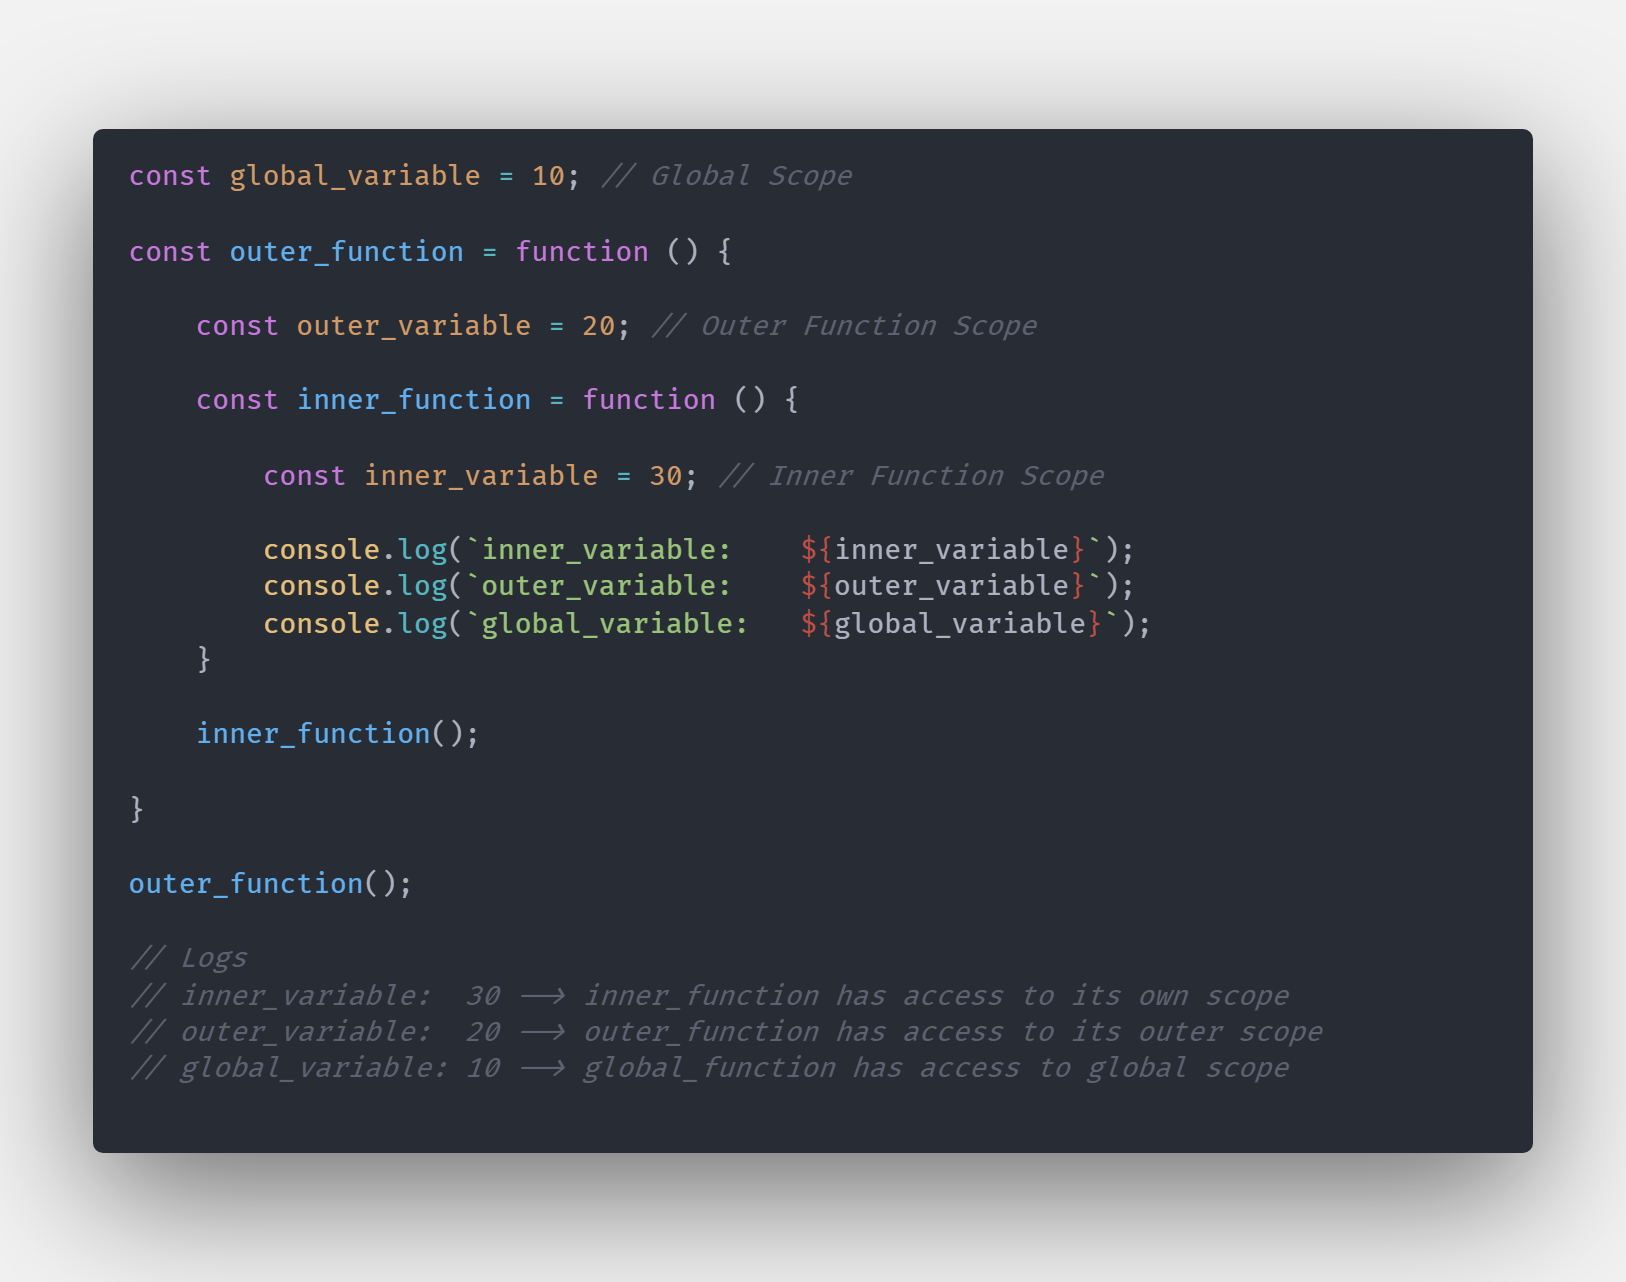 const global_variable = 10; // Global Scope
const outer_function = function () {
    const outer_variable = 20; // Outer Function Scope
    const inner_function = function () {
        const inner_variable = 30; // Inner Function Scope
        console.log(`inner_variable:    ${inner_variable}`);
        console.log(`outer_variable:    ${outer_variable}`);
        console.log(`global_variable:   ${global_variable}`);
    }
    inner_function();
}
outer_function();
// Logs
// inner_variable:  30 --> inner_function has access to its own scope
// outer_variable:  20 --> outer_function has access to its outer scope
// global_variable: 10 --> global_function has access to global scope